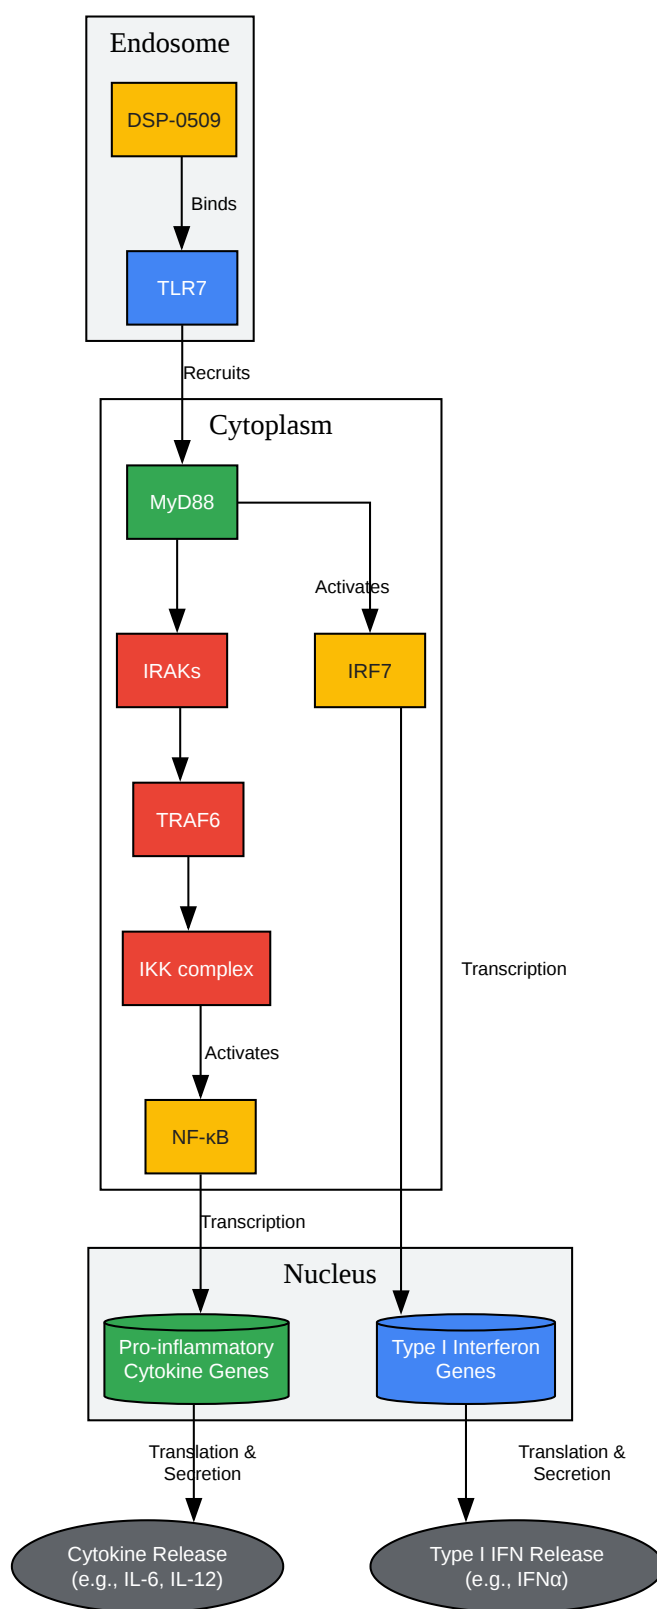 Endosome
DSP-0509
Binds
TLR7
Recruits
Cytoplasm
MyD88
Activates
IRAKs
IRF7
TRAF6
IKK complex
Transcription
Activates
NF-κB
Transcription
Nucleus
Pro-inflammatory
Cytokine Genes
Type I Interferon
Genes
Translation &
Secretion
Translation &
Secretion
Cytokine Release
(e.g., IL-6, IL-12)
Type I IFN Release
(e.g., IFNα)